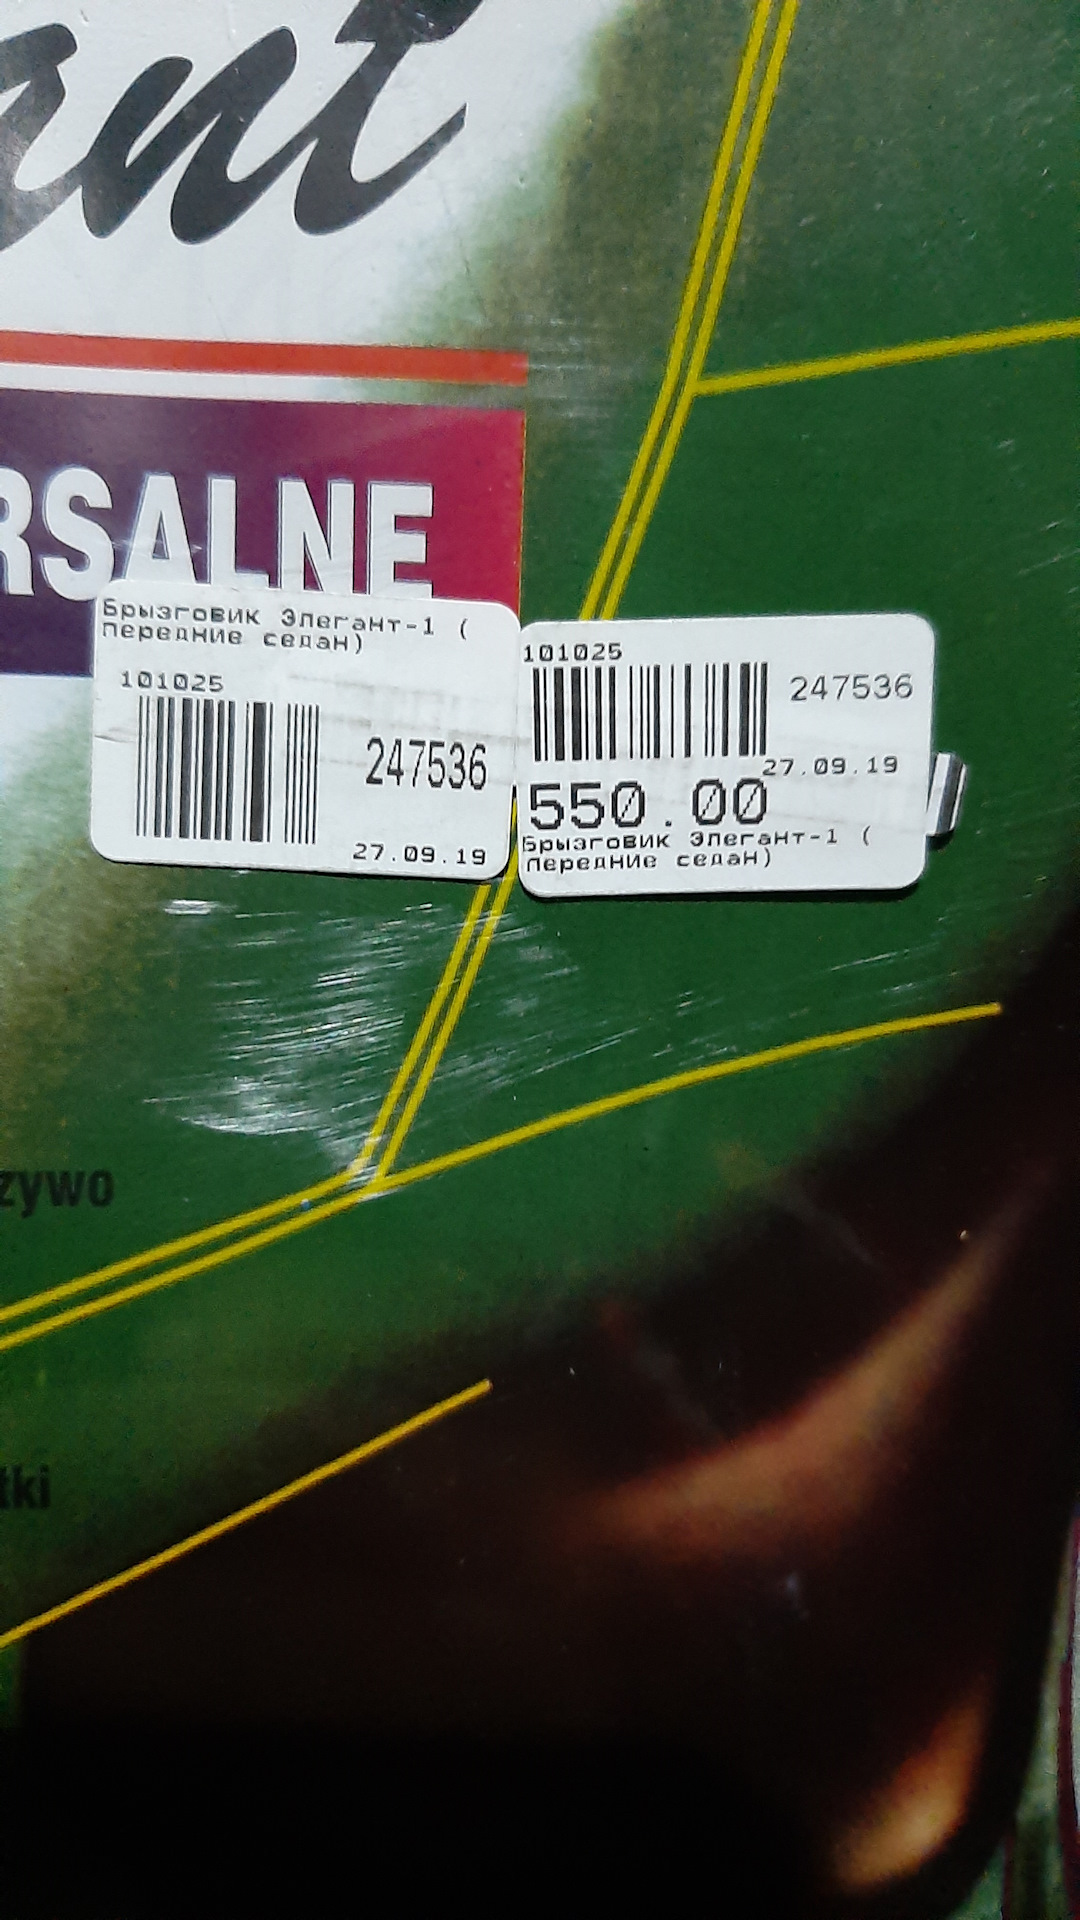 ant
RSALNE
Брызговик Элегант-1 (
передние седан)
101025
247536
27.09.19
101025
247536
27.09.19
550.00
Брызговик Элегант-1 (
передние седан)
zywo
tki